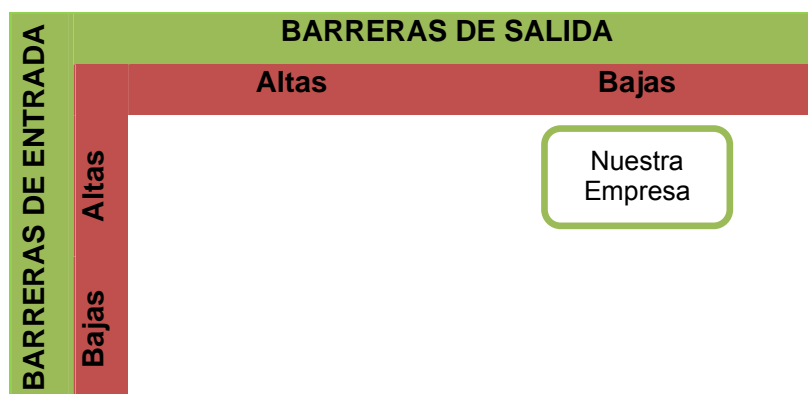 BARRERAS DE ENTRADA
BARRERAS DE SALIDA
Altas
Bajas
Altas
Nuestra
Empresa
Bajas